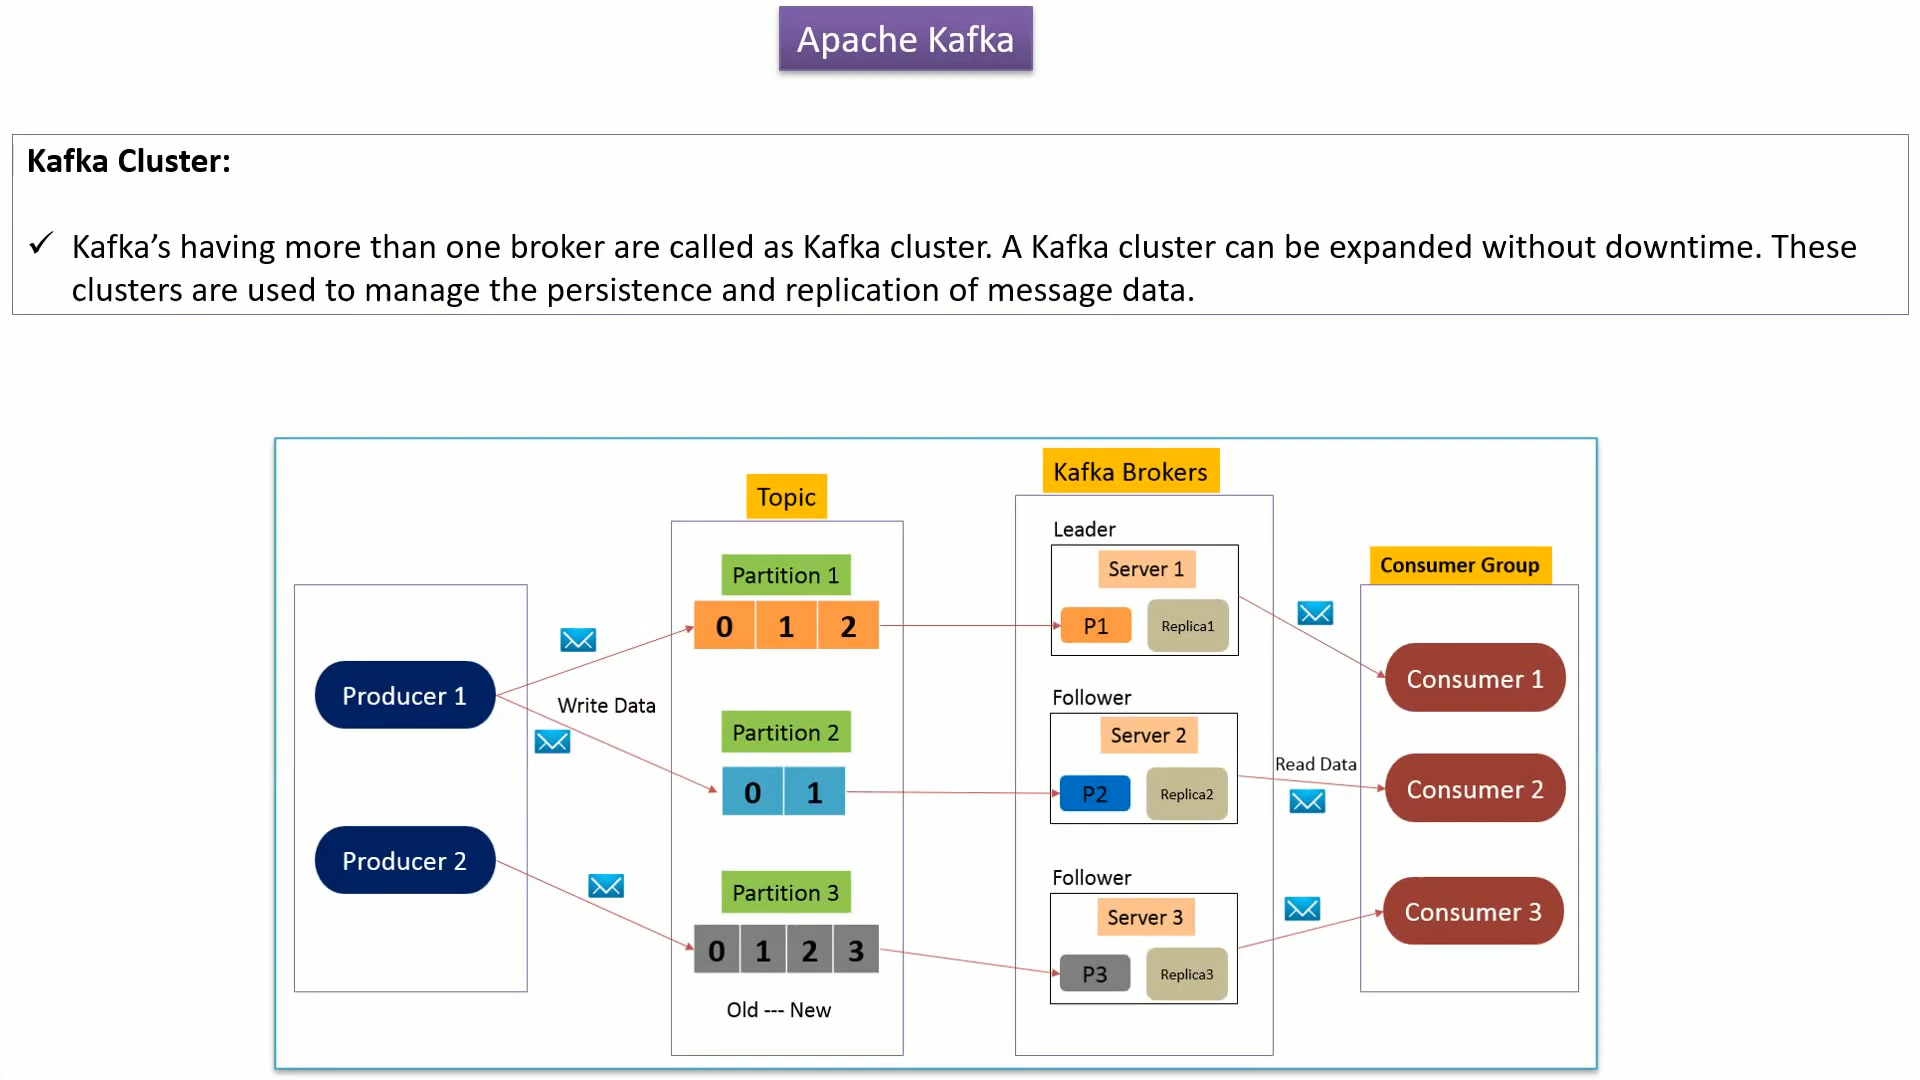 Apache Kafka
Kafka Cluster:
✓ Kafka’s having more than one broker are called as Kafka cluster. A Kafka cluster can be expanded without downtime. These
clusters are used to manage the persistence and replication of message data.
Producer 1
Producer 2
Write Data
Topic
Partition 1
0 1 2
Partition 2
0 1
Partition 3
0 1 2 3
Old --- New
Kafka Brokers
Leader
Server 1
P1 Replica1
Follower
Server 2
P2 Replica2
Follower
Server 3
P3 Replica3
Read Data
Consumer Group
Consumer 1
Consumer 2
Consumer 3